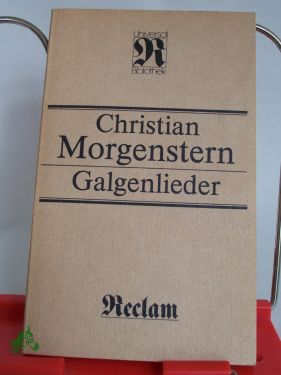 Universal
R
Bibliothek
Christian
Morgenstern
Galgenlieder
Reclam